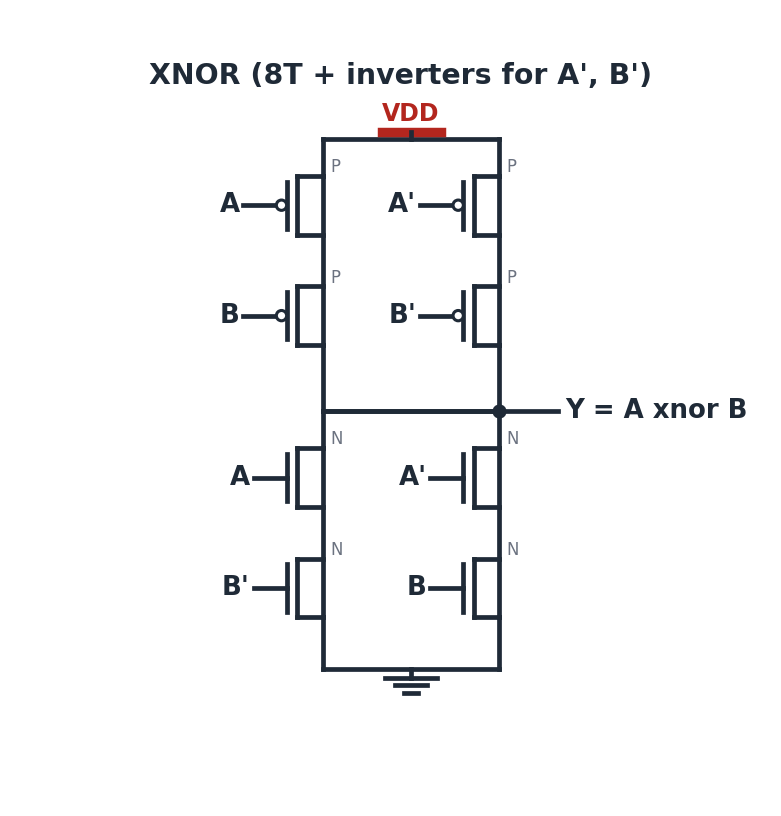 XNOR (8T + inverters for A', B')
VDD
P P
A A'
P P
B B'
Y = A xnor B
N N
A A'
N N
B' B